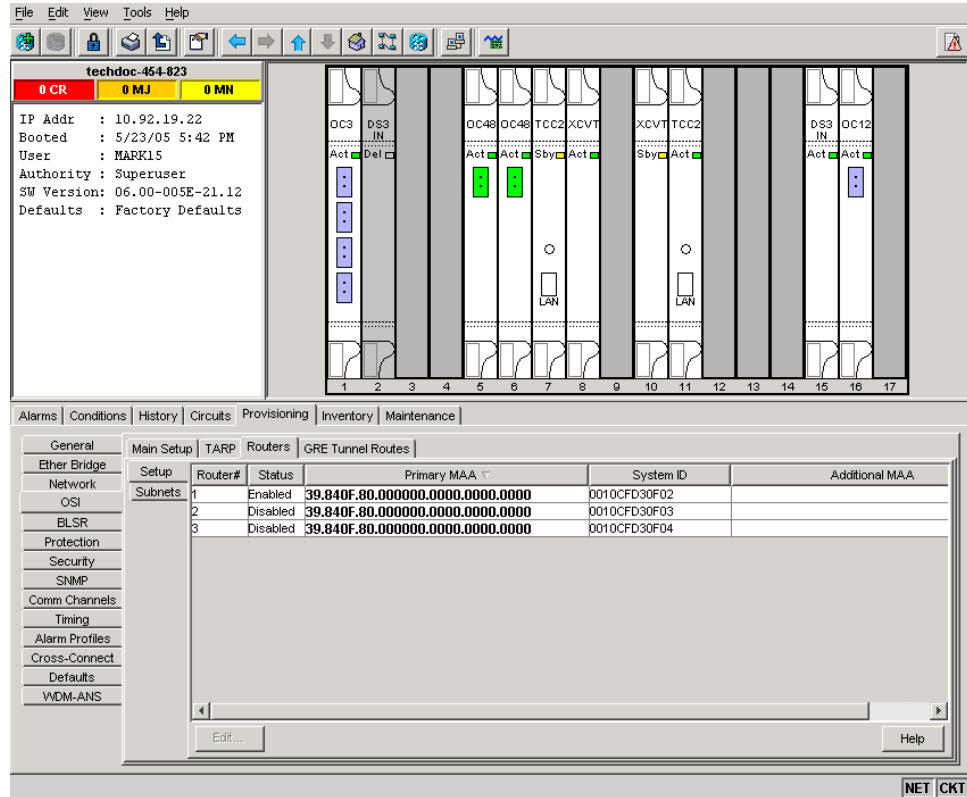 File Edit View Tools Help
techdoc-454-823
0 CR 0 MJ 0 MN
IP Addr : 10.92.19.22
Booted : 5/23/05 5:42 PM
User : MARK15
Authority : Superuser
SW Version: 06.00-005E-21.12
Defaults : Factory Defaults
OC3 DS3 IN OC48 OC48 TCC2 XCVT XCVT TCC2 DS3 IN OC12
Act Del Act Act Sby Act Sby Act Act Act
LAN LAN
1 2 3 4 5 6 7 8 9 10 11 12 13 14 15 16 17
Alarms Conditions History Circuits Provisioning Inventory Maintenance
General
Ether Bridge
Network
OSI
BLSR
Protection
Security
SNMP
Comm Channels
Timing
Alarm Profiles
Cross-Connect
Defaults
WDM-ANS
Main Setup TARP Routers GRE Tunnel Routes
Setup
Subnets
Router# Status Primary MAA System ID Additional MAA
1 Enabled 39.840F.80.000000.0000.0000.0000 0010CFD30F02
2 Disabled 39.840F.80.000000.0000.0000.0000 0010CFD30F03
3 Disabled 39.840F.80.000000.0000.0000.0000 0010CFD30F04
Edit... Help
NET CKT